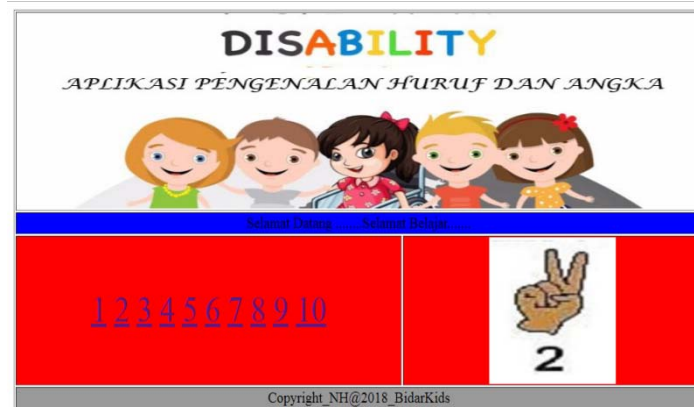 DISABILITY
APLIKASI PENGENALAN HURUF DAN ANGKA
Selamat Datang.......Selamat Belajar......
1 2 3 4 5 6 7 8 9 10
2
Copyright_NH@2018_BidarKids